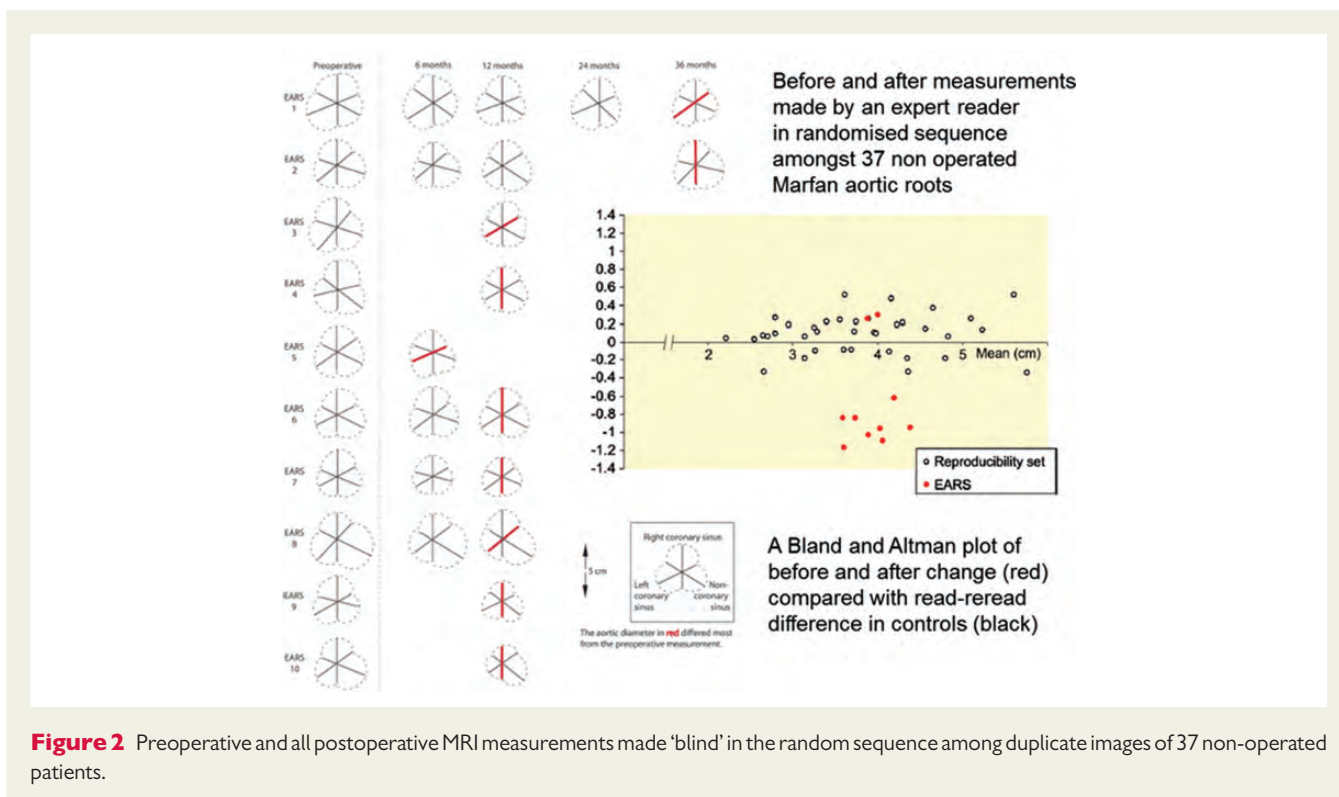 Preoperative 6 months 12 months 24 months 36 months
EARS
1
EARS
2
EARS
3
EARS
4
EARS
5
EARS
6
EARS
7
EARS
8
EARS
9
EARS
10
Before and after measurements
made by an expert reader
in randomised sequence
amongst 37 non operated
Marfan aortic roots
1.4
1.2
1
0.8
0.6
0.4
0.2
0
-0.2
-0.4
-0.6
-0.8
-1
-1.2
-1.4
2 3 4 5 Mean (cm)
Reproducibility set
EARS
5 cm
Right coronary sinus
Left
coronary
sinus
Non-
coronary
sinus
The aortic diameter in red differed most
from the preoperative measurement.
A Bland and Altman plot of
before and after change (red)
compared with read-reread
difference in controls (black)
Figure 2 Preoperative and all postoperative MRI measurements made ‘blind’ in the random sequence among duplicate images of 37 non-operated
patients.